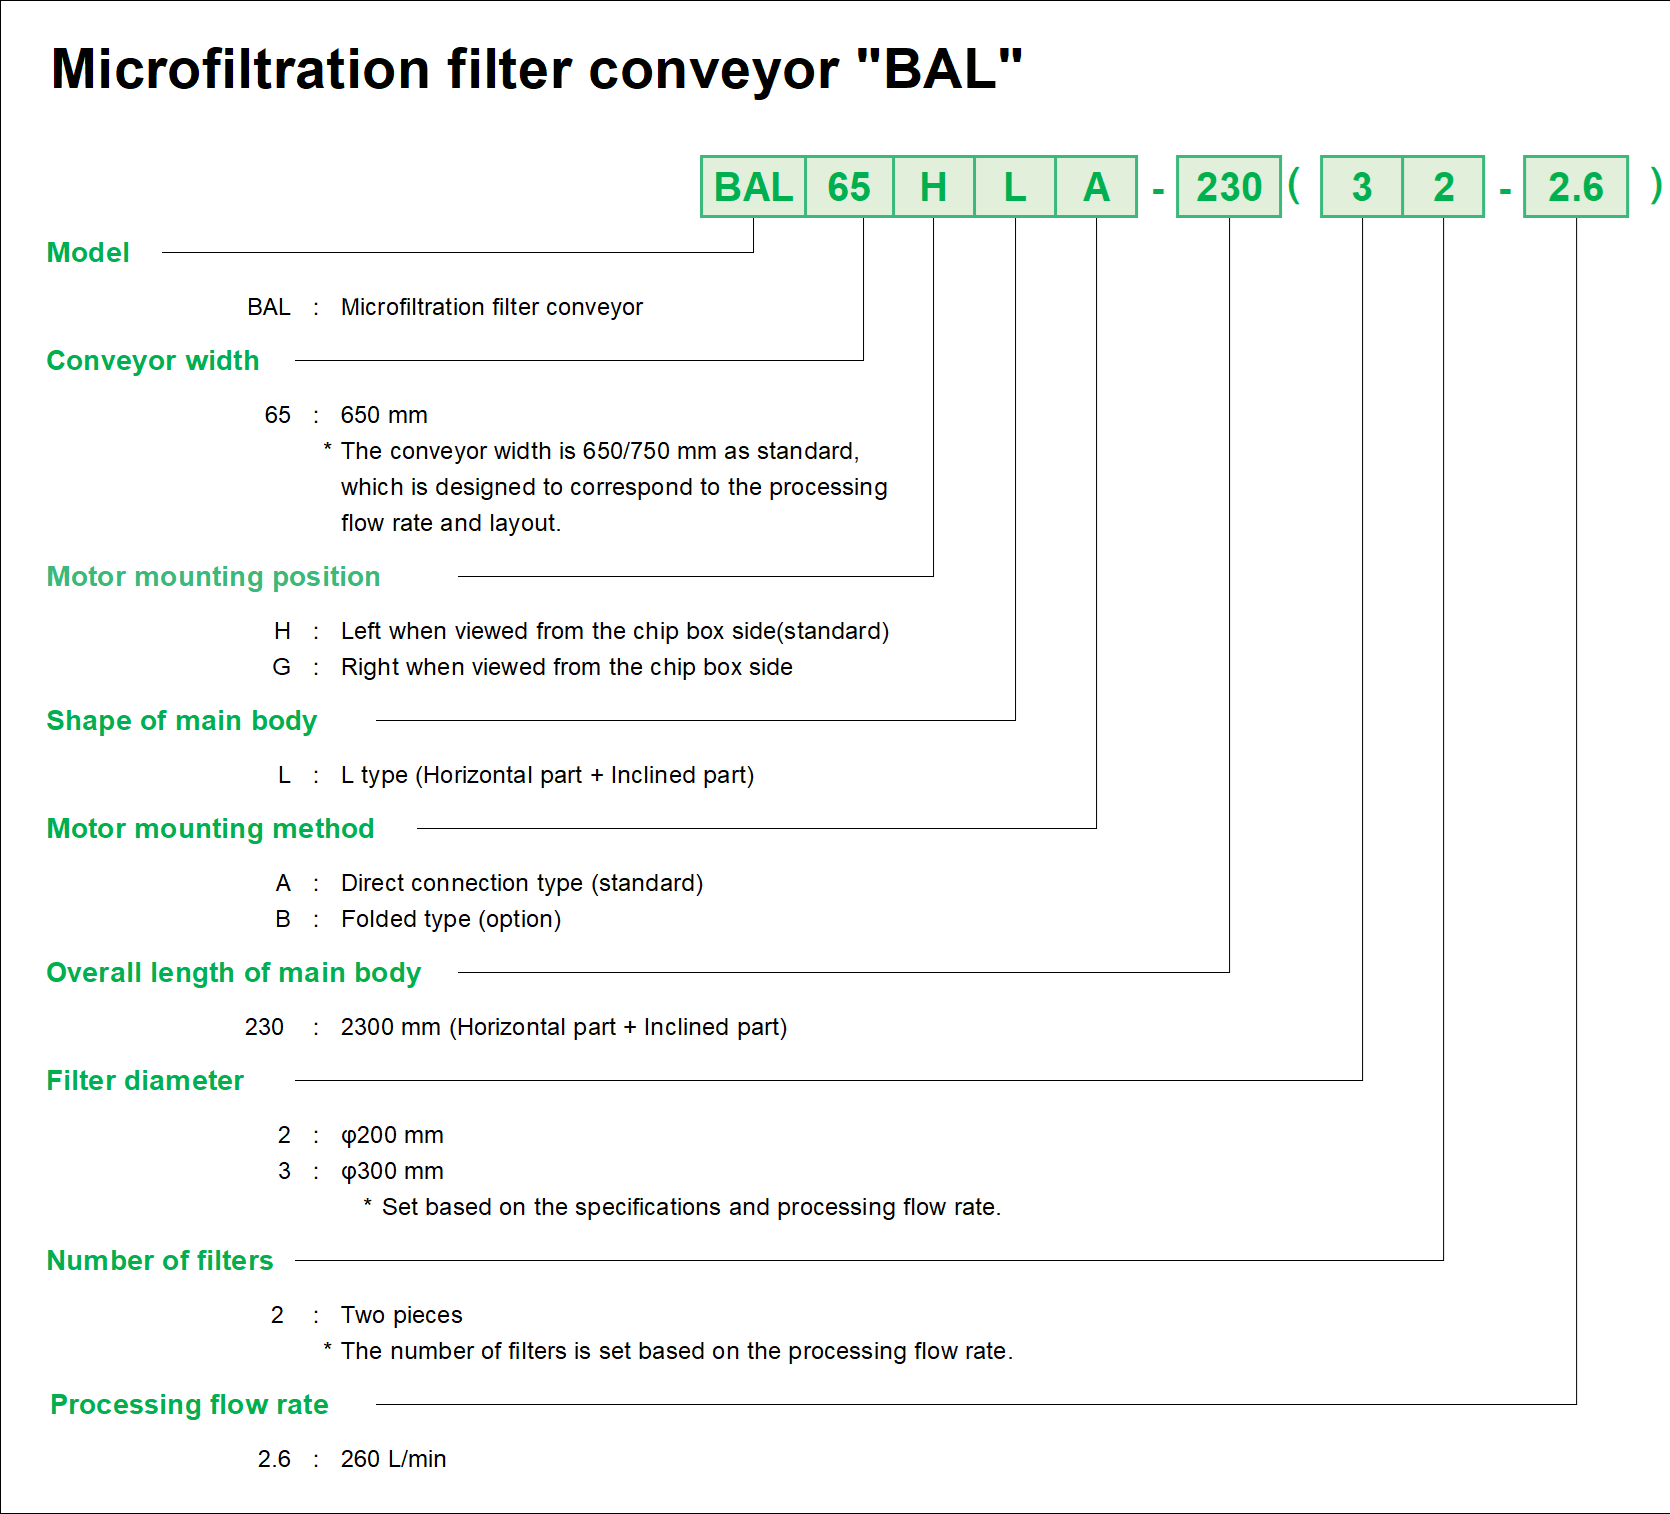 Microfiltration filter conveyor "BAL"
BAL 65 H L A - 230 ( 3 2 - 2.6 )
Model
BAL : Microfiltration filter conveyor
Conveyor width
65 : 650 mm
* The conveyor width is 650/750 mm as standard,
which is designed to correspond to the processing
flow rate and layout.
Motor mounting position
H : Left when viewed from the chip box side(standard)
G : Right when viewed from the chip box side
Shape of main body
L : L type (Horizontal part + Inclined part)
Motor mounting method
A : Direct connection type (standard)
B : Folded type (option)
Overall length of main body
230 : 2300 mm (Horizontal part + Inclined part)
Filter diameter
2 : φ200 mm
3 : φ300 mm
* Set based on the specifications and processing flow rate.
Number of filters
2 : Two pieces
* The number of filters is set based on the processing flow rate.
Processing flow rate
2.6 : 260 L/min